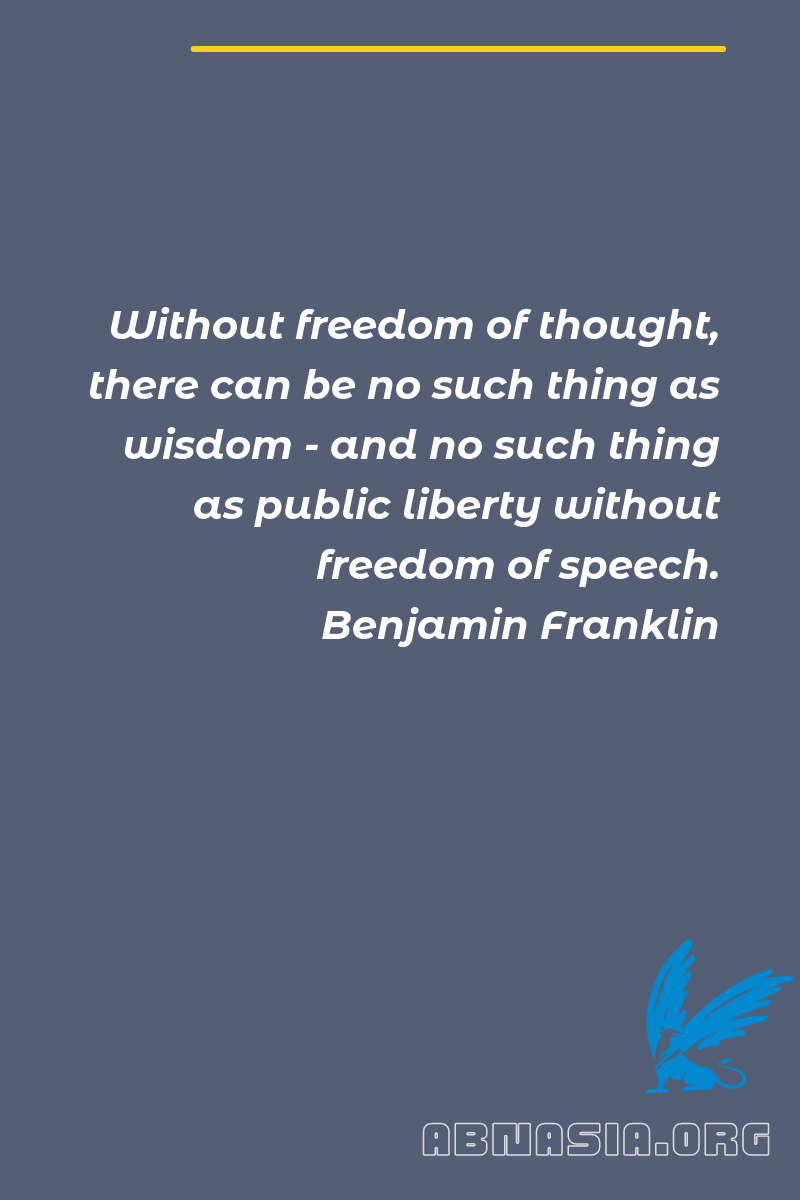 Without freedom of thought,
there can be no such thing as
wisdom - and no such thing
as public liberty without
freedom of speech.
Benjamin Franklin
ABNASIA.ORG